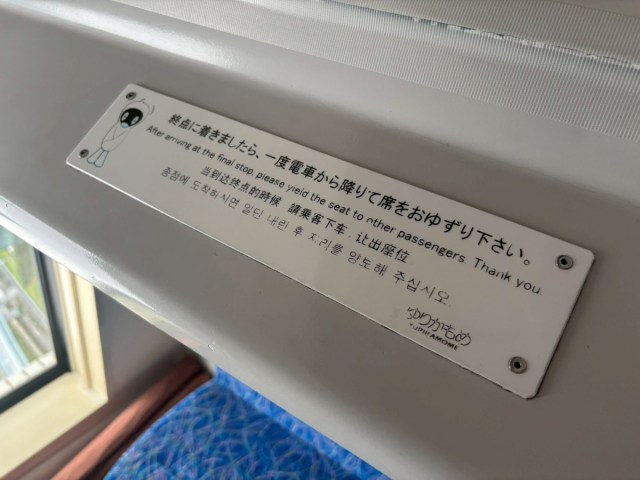 終点に着きましたら、一度電車から降りて席をおゆずり下さい。
After arriving at the final stop please yield the seat to other passengers. Thank you.
当到达终点的時候 請乘客下车 让出座位
종점에 도착하시면 일단 내린 후 자리를 양도해 주십시오
ゆりかもめ
YURIKAMOME